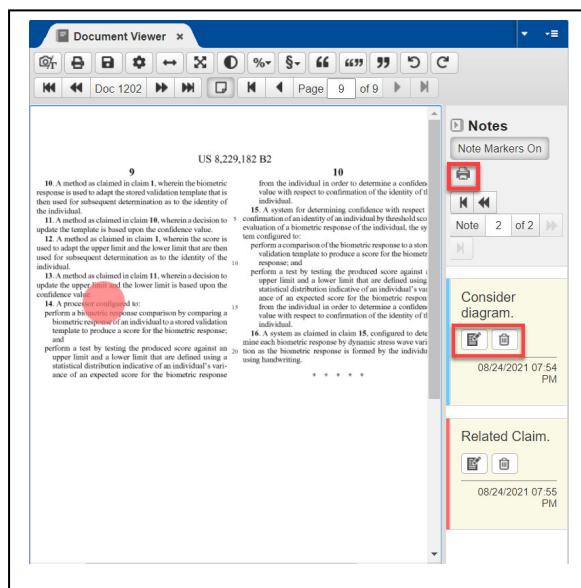 Document Viewer ×
Doc 1202
Page 9 of 9
US 8,229,182 B2
9
10. A method as claimed in claim 1, wherein the biometric
response is used to adapt the stored validation template that is
then used for subsequent determination as to the identity of
the individual.
11. A method as claimed in claim 10, wherein a decision to
update the template is based upon the confidence value.
12. A method as claimed in claim 1, wherein the score is
used to adapt the upper limit and the lower limit that are then
used for subsequent determination as to the identity of the
individual.
13. A method as claimed in claim 11, wherein a decision to
update the upper limit and the lower limit is based upon the
confidence value.
14. A processor configured to:
perform a biometric response comparison by comparing a
biometric response of an individual to a stored validation
template to produce a score for the biometric response;
and
perform a test by testing the produced score against an
upper limit and a lower limit that are defined using a
statistical distribution indicative of an individual's vari-
ance of an expected score for the biometric response
5
10
15
20
10
from the individual in order to determine a confidenc
value with respect to confirmation of the identity of th
individual.
15. A system for determining confidence with respect
confirmation of an identity of an individual by threshold sco
evaluation of a biometric response of the individual, the sy
tem configured to:
perform a comparison of the biometric response to a store
validation template to produce a score for the biometric
response; and
perform a test by testing the produced score against a
upper limit and a lower limit that are defined using
statistical distribution indicative of an individual's var
ance of an expected score for the biometric respon
from the individual in order to determine a confidenc
value with respect to confirmation of the identity of th
individual.
16. A system as claimed in claim 15, configured to dete
mine each biometric response by dynamic stress wave vari
tion as the biometric response is formed by the individu
using handwriting.
* * * * *
Notes
Note Markers On
Note 2 of 2
Consider
diagram.
08/24/2021 07:54
PM
Related Claim.
08/24/2021 07:55
PM